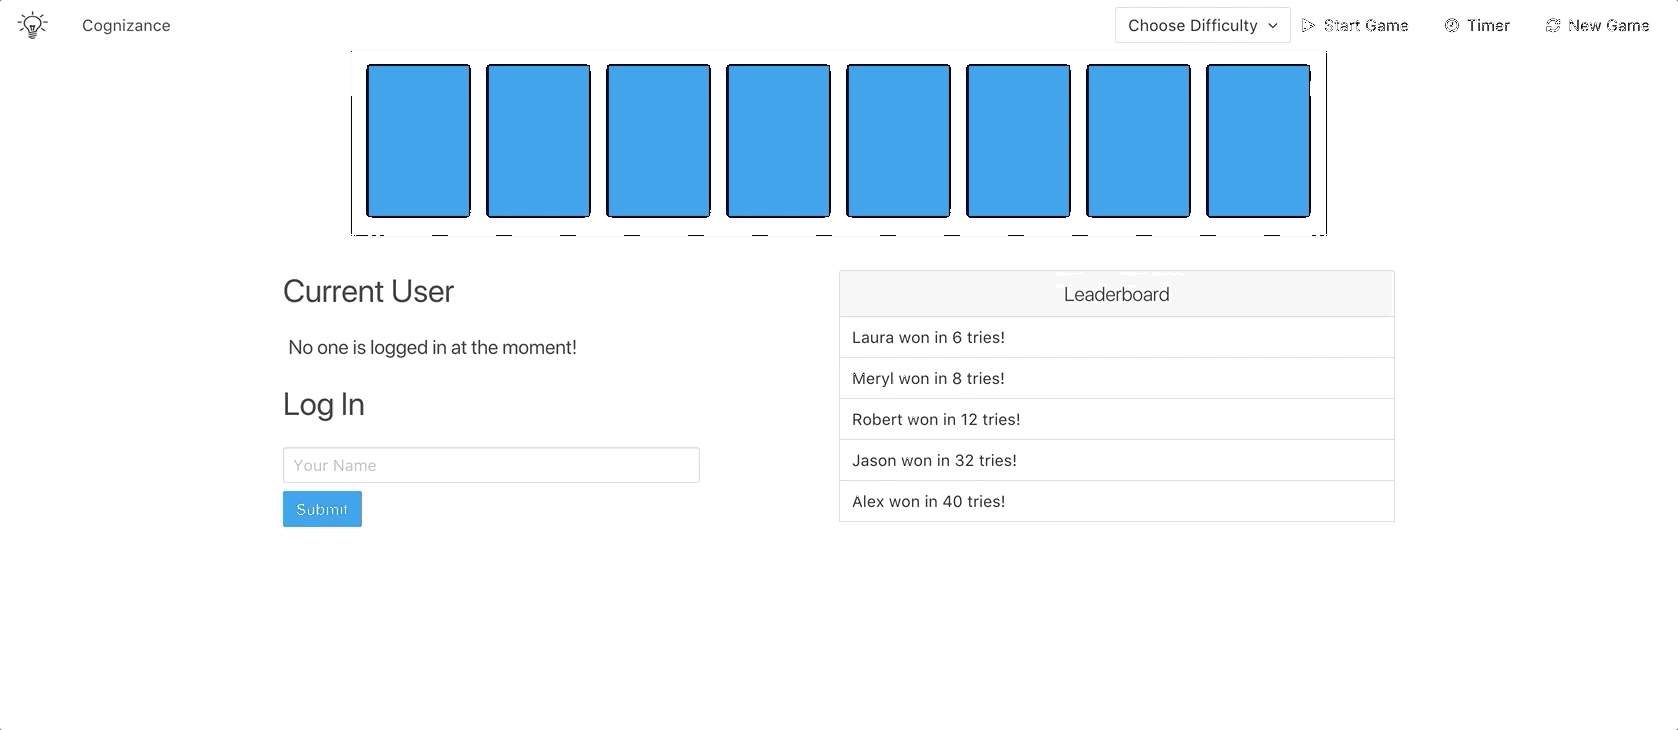 Cognizance
Choose Difficulty
Start Game
Timer
New Game
Current User
No one is logged in at the moment!
Log In
Your Name
Submit
Leaderboard
Laura won in 6 tries!
Meryl won in 8 tries!
Robert won in 12 tries!
Jason won in 32 tries!
Alex won in 40 tries!